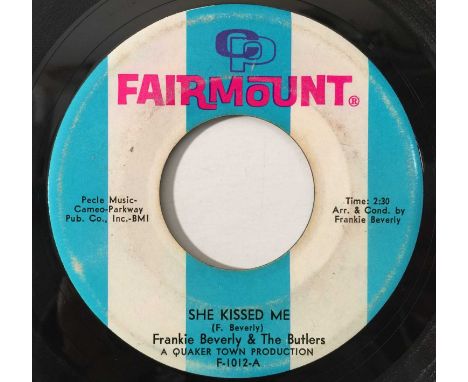 CP
FAIRMOUNT®
Pecle Music-
Cameo-Parkway
Pub. Co., Inc.-BMI
Time: 2:30
Arr. & Cond. by
Frankie Beverly
SHE KISSED ME
(F. Beverly)
Frankie Beverly & The Butlers
A QUAKER TOWN PRODUCTION
F-1012-A